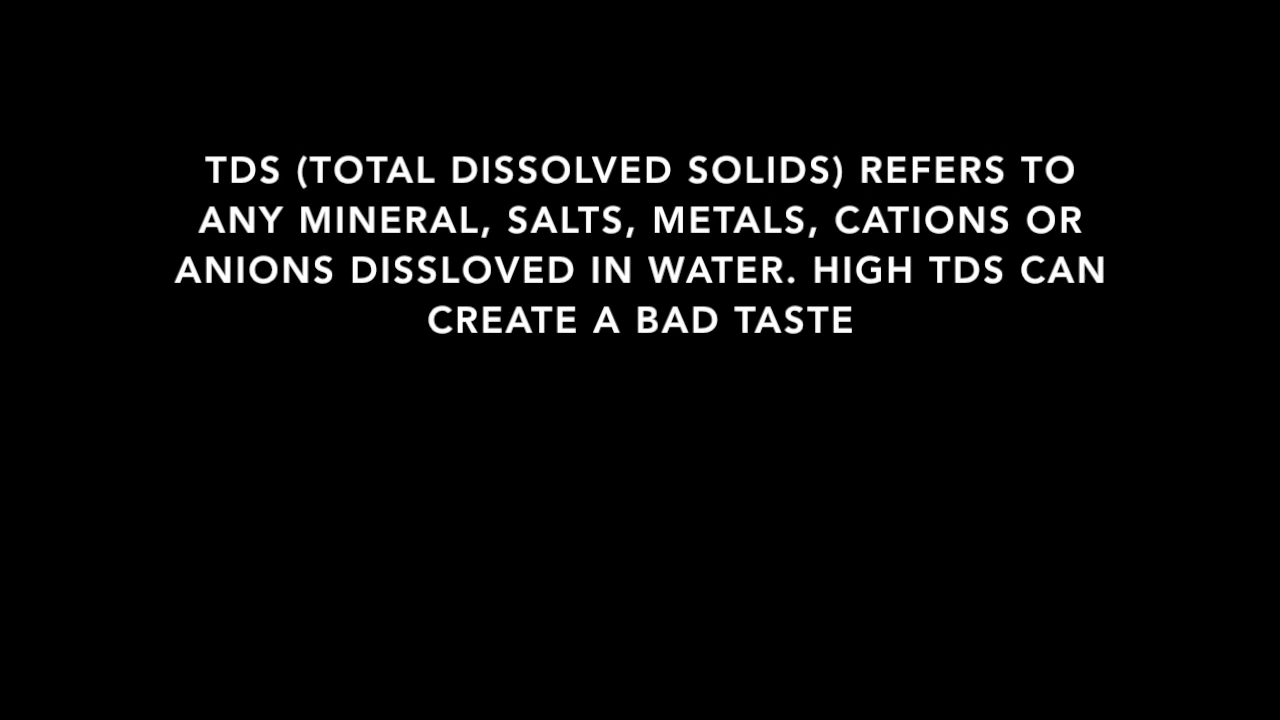 TDS (TOTAL DISSOLVED SOLIDS) REFERS TO
ANY MINERAL, SALTS, METALS, CATIONS OR
ANIONS DISSLOVED IN WATER. HIGH TDS CAN
CREATE A BAD TASTE